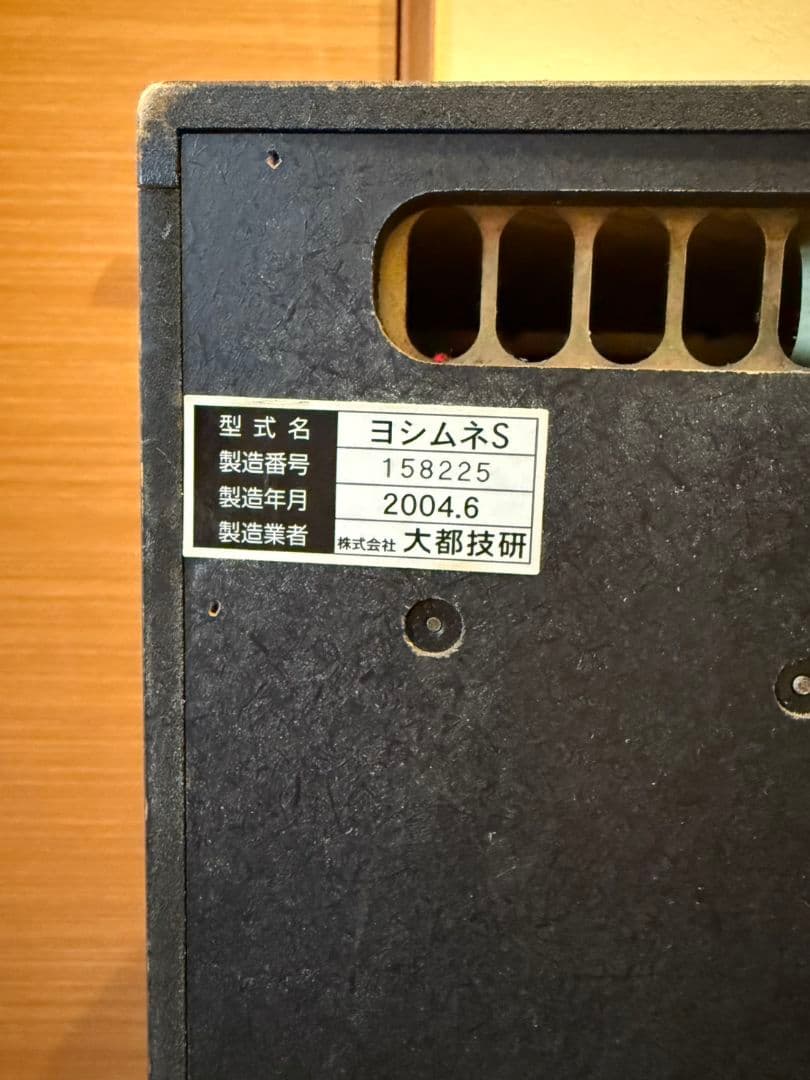 型式名 ヨシムネS
製造番号 158225
製造年月 2004.6
製造業者 株式会社 大都技研